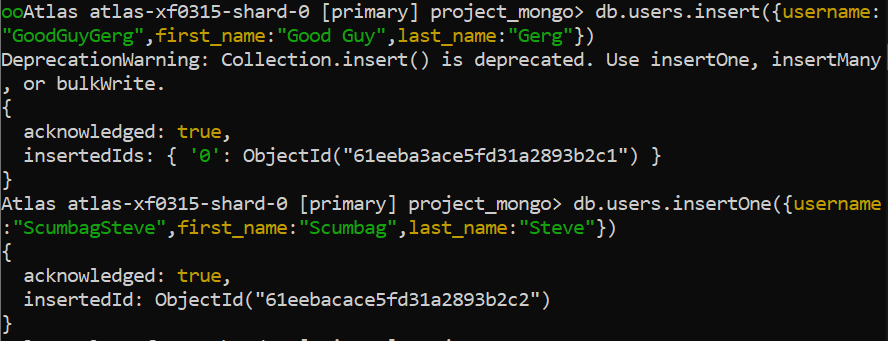 ooAtlas atlas-xf0315-shard-0 [primary] project_mongo> db.users.insert({username:
"GoodGuyGerg",first_name:"Good Guy",last_name:"Gerg"})
DeprecationWarning: Collection.insert() is deprecated. Use insertOne, insertMany
, or bulkWrite.
{
  acknowledged: true,
  insertedIds: { '0': ObjectId("61eeba3ace5fd31a2893b2c1") }
}
Atlas atlas-xf0315-shard-0 [primary] project_mongo> db.users.insertOne({username
:"ScumbagSteve",first_name:"Scumbag",last_name:"Steve"})
{
  acknowledged: true,
  insertedId: ObjectId("61eebacace5fd31a2893b2c2")
}